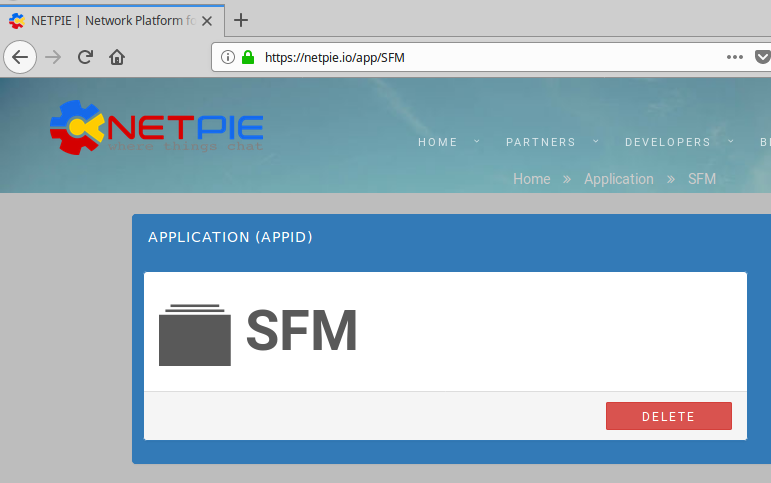 NETPIE | Network Platform fo
https://netpie.io/app/SFM
NETPIE
where things chat
HOME PARTNERS DEVELOPERS
Home » Application » SFM
APPLICATION (APPID)
SFM
DELETE